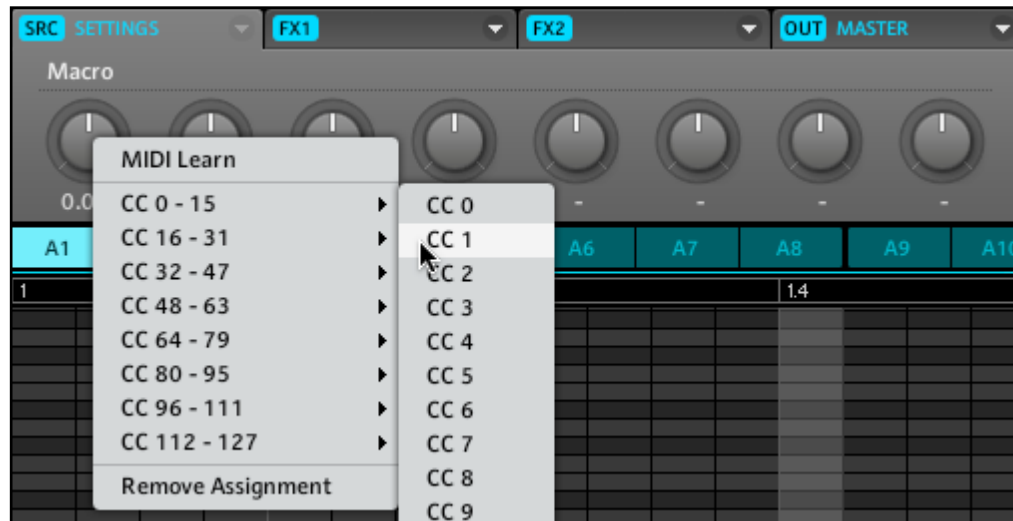 SRC SETTINGS FX1 FX2 OUT MASTER
Macro
MIDI Learn
0.0 CC 0 - 15 CC 0 - - - -
A1 CC 16 - 31 CC 1 A6 A7 A8 A9 A10
CC 32 - 47 CC 2
1 1.4
CC 48 - 63 CC 3
CC 64 - 79 CC 4
CC 80 - 95 CC 5
CC 96 - 111 CC 6
CC 112 - 127 CC 7
Remove Assignment CC 8
CC 9